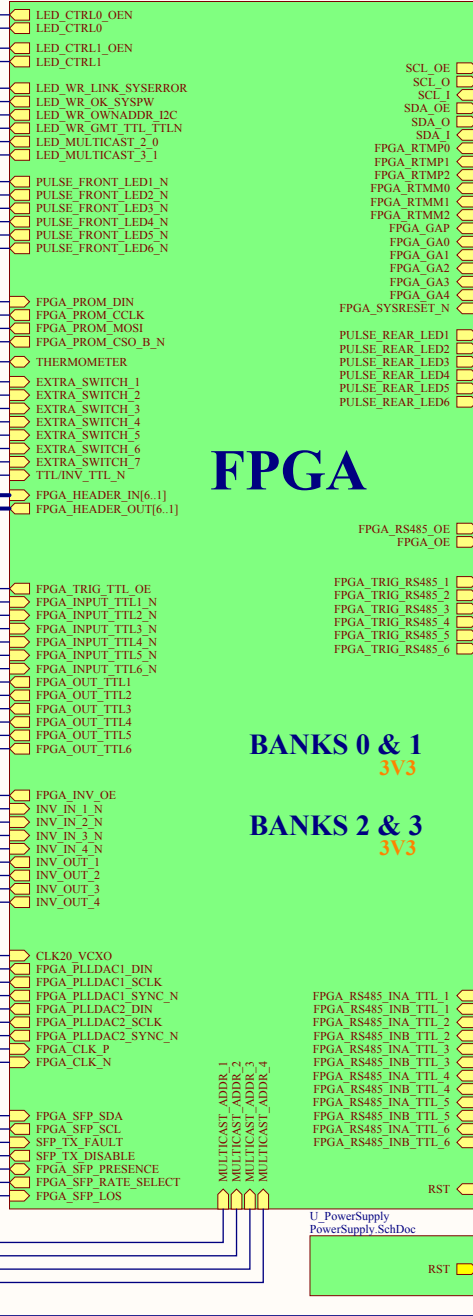 LED_CTRL0_OEN
LED_CTRL0
LED_CTRL1_OEN
LED_CTRL1
LED_WR_LINK_SYSERROR
LED_WR_OK_SYSPW
LED_WR_OWNADDR_I2C
LED_WR_GMT_TTL_TTLN
LED_MULTICAST_2_0
LED_MULTICAST_3_1
PULSE_FRONT_LED1_N
PULSE_FRONT_LED2_N
PULSE_FRONT_LED3_N
PULSE_FRONT_LED4_N
PULSE_FRONT_LED5_N
PULSE_FRONT_LED6_N
FPGA_PROM_DIN
FPGA_PROM_CCLK
FPGA_PROM_MOSI
FPGA_PROM_CSO_B_N
THERMOMETER
EXTRA_SWITCH_1
EXTRA_SWITCH_2
EXTRA_SWITCH_3
EXTRA_SWITCH_4
EXTRA_SWITCH_5
EXTRA_SWITCH_6
EXTRA_SWITCH_7
TTL/INV_TTL_N
FPGA_HEADER_IN[6..1]
FPGA_HEADER_OUT[6..1]
FPGA_TRIG_TTL_OE
FPGA_INPUT_TTL1_N
FPGA_INPUT_TTL2_N
FPGA_INPUT_TTL3_N
FPGA_INPUT_TTL4_N
FPGA_INPUT_TTL5_N
FPGA_INPUT_TTL6_N
FPGA_OUT_TTL1
FPGA_OUT_TTL2
FPGA_OUT_TTL3
FPGA_OUT_TTL4
FPGA_OUT_TTL5
FPGA_OUT_TTL6
FPGA_INV_OE
INV_IN_1_N
INV_IN_2_N
INV_IN_3_N
INV_IN_4_N
INV_OUT_1
INV_OUT_2
INV_OUT_3
INV_OUT_4
CLK20_VCXO
FPGA_PLLDAC1_DIN
FPGA_PLLDAC1_SCLK
FPGA_PLLDAC1_SYNC_N
FPGA_PLLDAC2_DIN
FPGA_PLLDAC2_SCLK
FPGA_PLLDAC2_SYNC_N
FPGA_CLK_P
FPGA_CLK_N
FPGA_SFP_SDA
FPGA_SFP_SCL
SFP_TX_FAULT
SFP_TX_DISABLE
FPGA_SFP_PRESENCE
FPGA_SFP_RATE_SELECT
FPGA_SFP_LOS
MULTICAST_ADDR_1
MULTICAST_ADDR_2
MULTICAST_ADDR_3
MULTICAST_ADDR_4
FPGA
BANKS 0 & 1
3V3
BANKS 2 & 3
3V3
SCL_OE
SCL_O
SCL_I
SDA_OE
SDA_O
SDA_I
FPGA_RTMP0
FPGA_RTMP1
FPGA_RTMP2
FPGA_RTMM0
FPGA_RTMM1
FPGA_RTMM2
FPGA_GAP
FPGA_GA0
FPGA_GA1
FPGA_GA2
FPGA_GA3
FPGA_GA4
FPGA_SYSRESET_N
PULSE_REAR_LED1
PULSE_REAR_LED2
PULSE_REAR_LED3
PULSE_REAR_LED4
PULSE_REAR_LED5
PULSE_REAR_LED6
FPGA_RS485_OE
FPGA_OE
FPGA_TRIG_RS485_1
FPGA_TRIG_RS485_2
FPGA_TRIG_RS485_3
FPGA_TRIG_RS485_4
FPGA_TRIG_RS485_5
FPGA_TRIG_RS485_6
FPGA_RS485_INA_TTL_1
FPGA_RS485_INB_TTL_1
FPGA_RS485_INA_TTL_2
FPGA_RS485_INB_TTL_2
FPGA_RS485_INA_TTL_3
FPGA_RS485_INB_TTL_3
FPGA_RS485_INA_TTL_4
FPGA_RS485_INB_TTL_4
FPGA_RS485_INA_TTL_5
FPGA_RS485_INB_TTL_5
FPGA_RS485_INA_TTL_6
FPGA_RS485_INB_TTL_6
RST
U_PowerSupply
PowerSupply.SchDoc
RST